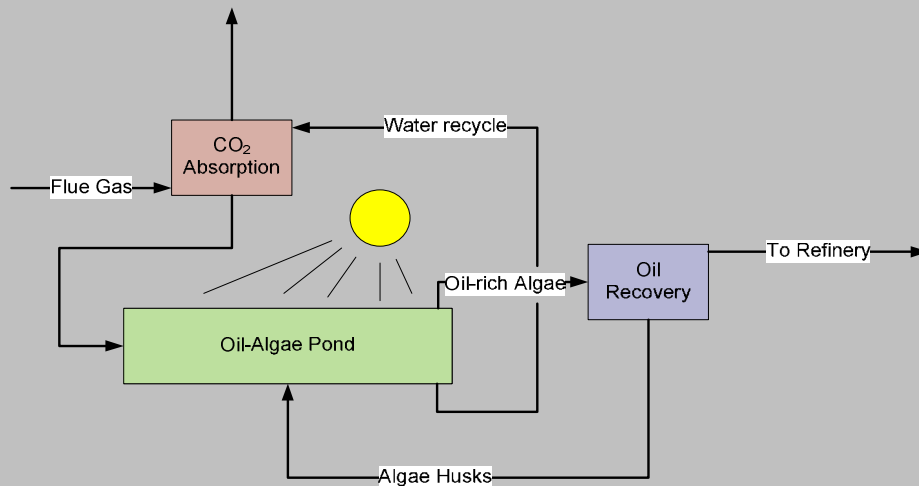 Water recycle
CO₂
Absorption
Flue Gas
To Refinery
Oil
Recovery
Oil-rich Algae
Oil-Algae Pond
Algae Husks